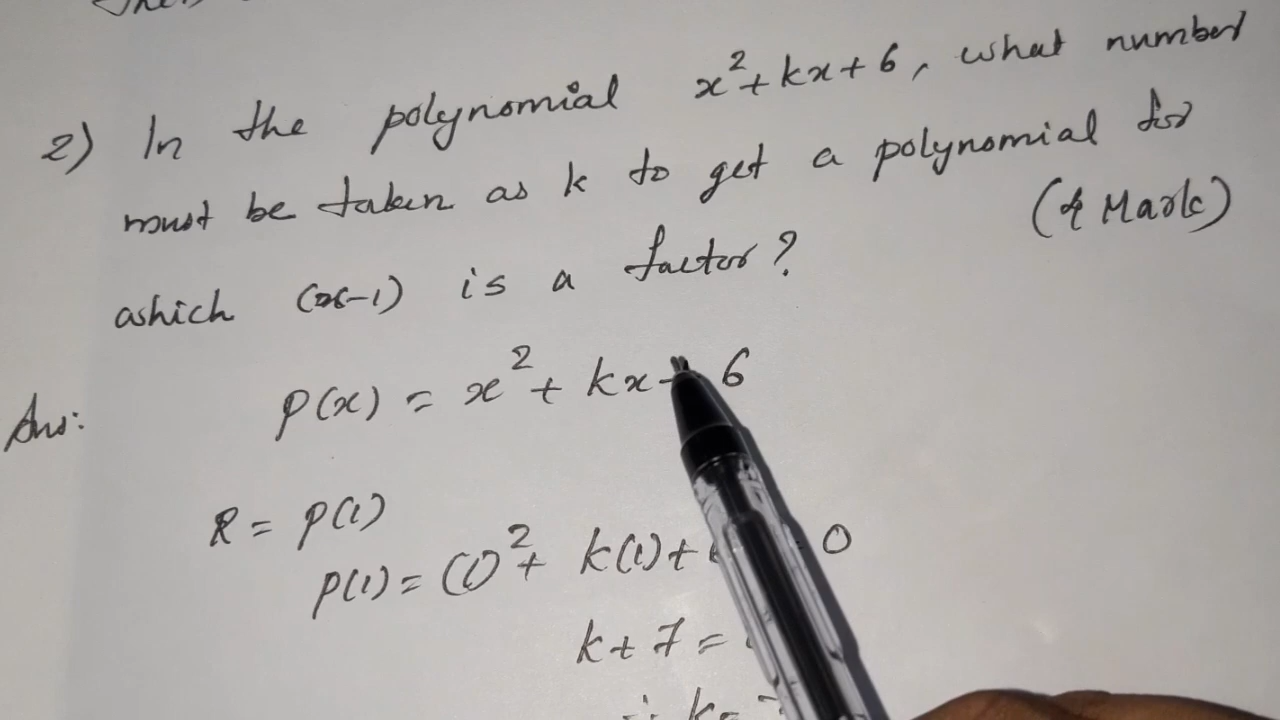 2) In the polynomial x²+kx+6, what number
must be taken as k to get a polynomial for
which (x-1) is a factor? (4 Mark)
Ans: P(x) = x² + kx + 6
R = P(1)
P(1) = (1)² + k(1) + 0
k + 7 =
∴ k =